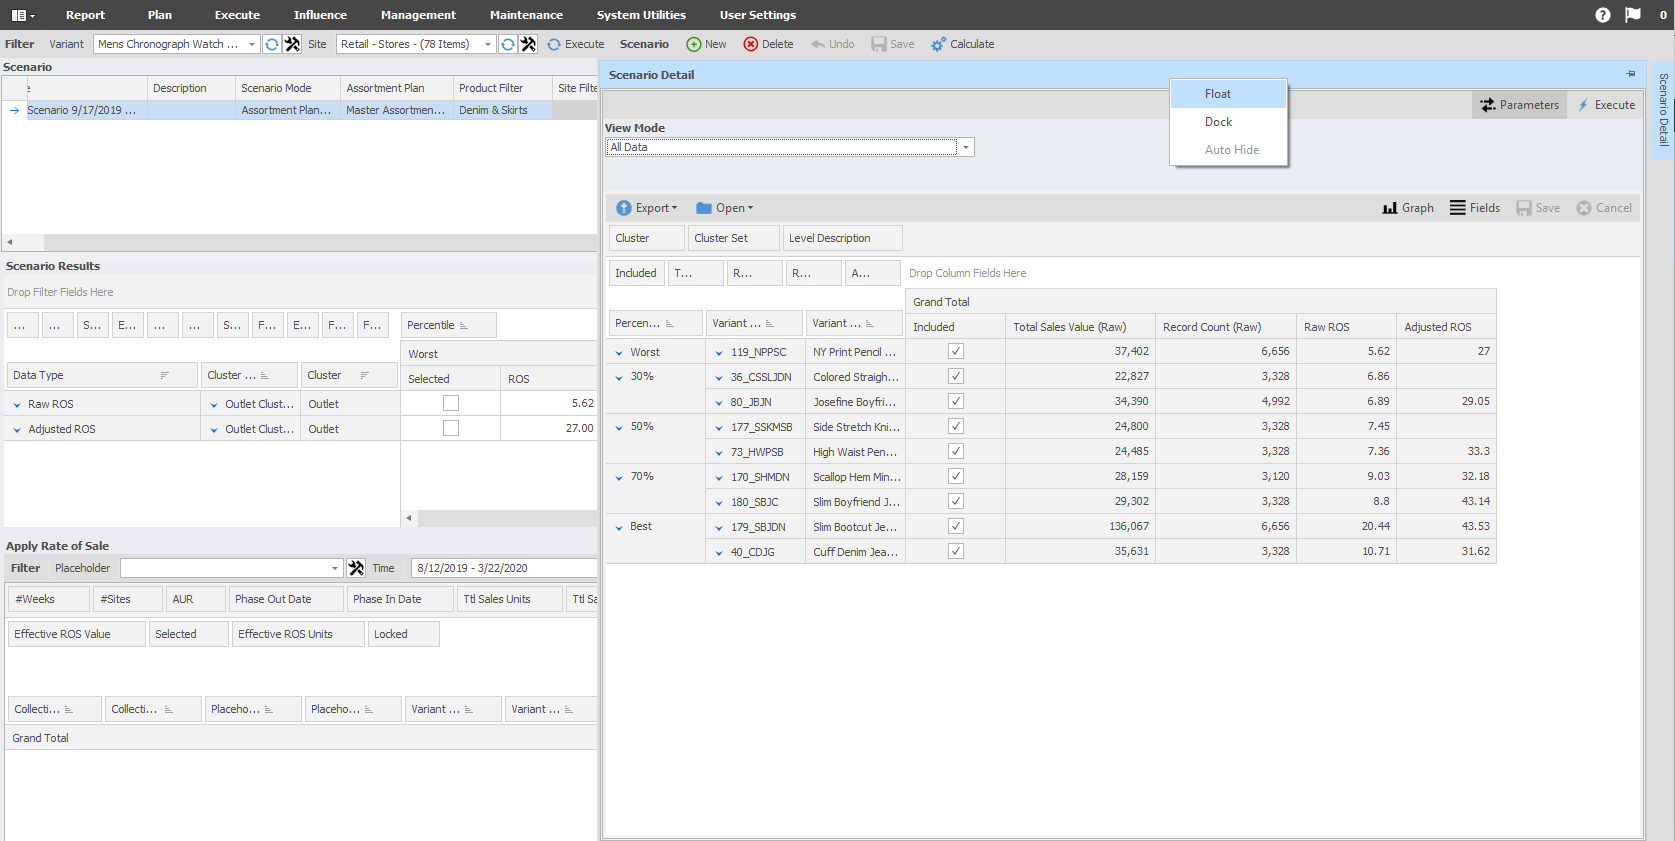 Report Plan Execute Influence Management Maintenance System Utilities User Settings ? 0
Filter Variant Mens Chronograph Watch ... Site Retail - Stores - (78 Items) Execute Scenario New Delete Undo Save Calculate
Scenario
e Description Scenario Mode Assortment Plan Product Filter Site Filte
Scenario 9/17/2019 ... Assortment Plan... Master Assortmen... Denim & Skirts
Scenario Results
Drop Filter Fields Here
... ... S... E... ... ... S... F... E... F... F... Percentile
Worst
Data Type Cluster ... Cluster Selected ROS
Raw ROS Outlet Clust... Outlet 5.62
Adjusted ROS Outlet Clust... Outlet 27.00
Apply Rate of Sale
Filter Placeholder Time 8/12/2019 - 3/22/2020
#Weeks #Sites AUR Phase Out Date Phase In Date Ttl Sales Units Ttl Sa
Effective ROS Value Selected Effective ROS Units Locked
Collecti... Collecti... Placeho... Placeho... Variant ... Variant ...
Grand Total
Scenario Detail
Float
Dock
Auto Hide
Parameters Execute
View Mode
All Data
Export Open Graph Fields Save Cancel
Cluster Cluster Set Level Description
Included T... R... R... A... Drop Column Fields Here
Grand Total
Percen... Variant ... Variant ... Included Total Sales Value (Raw) Record Count (Raw) Raw ROS Adjusted ROS
Worst 119_NPPSC NY Print Pencil ... 37,402 6,656 5.62 27
30% 36_CSSLJDN Colored Straigh... 22,827 3,328 6.86
80_JBJN Josefine Boyfri... 34,390 4,992 6.89 29.05
50% 177_SSKMSB Side Stretch Kni... 24,800 3,328 7.45
73_HWPSB High Waist Pen... 24,485 3,328 7.36 33.3
70% 170_SHMDN Scallop Hem Min... 28,159 3,120 9.03 32.18
180_SBJC Slim Boyfriend J... 29,302 3,328 8.8 43.14
Best 179_SBJDN Slim Bootcut Je... 136,067 6,656 20.44 43.53
40_CDJG Cuff Denim Jea... 35,631 3,328 10.71 31.62
Scenario Detail